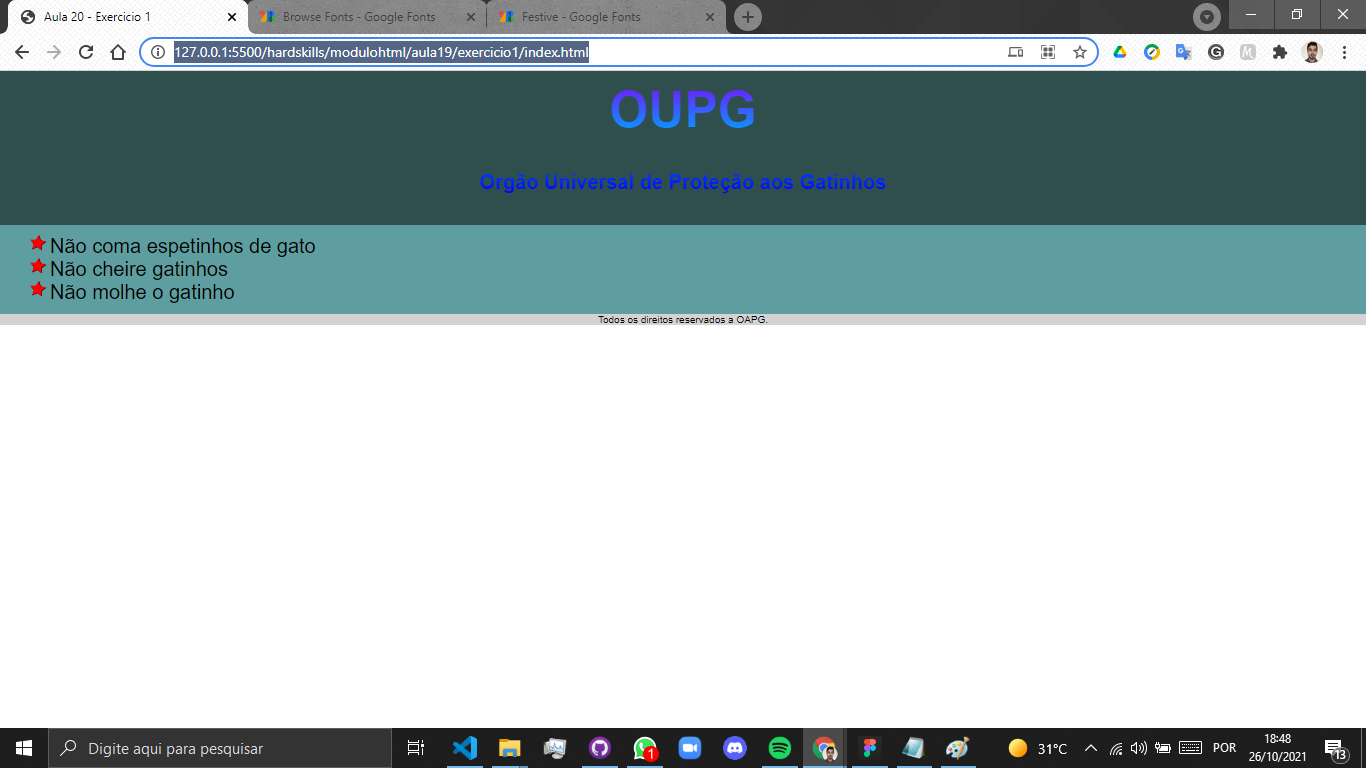 Aula 20 - Exercicio 1
Browse Fonts - Google Fonts
Festive - Google Fonts
127.0.0.1:5500/hardskills/modulohtml/aula19/exercicio1/index.html
OUPG
Orgão Universal de Proteção aos Gatinhos
Não coma espetinhos de gato
Não cheire gatinhos
Não molhe o gatinho
Todos os direitos reservados a OAPG.
Digite aqui para pesquisar
1
31°C
POR
18:48
26/10/2021
13